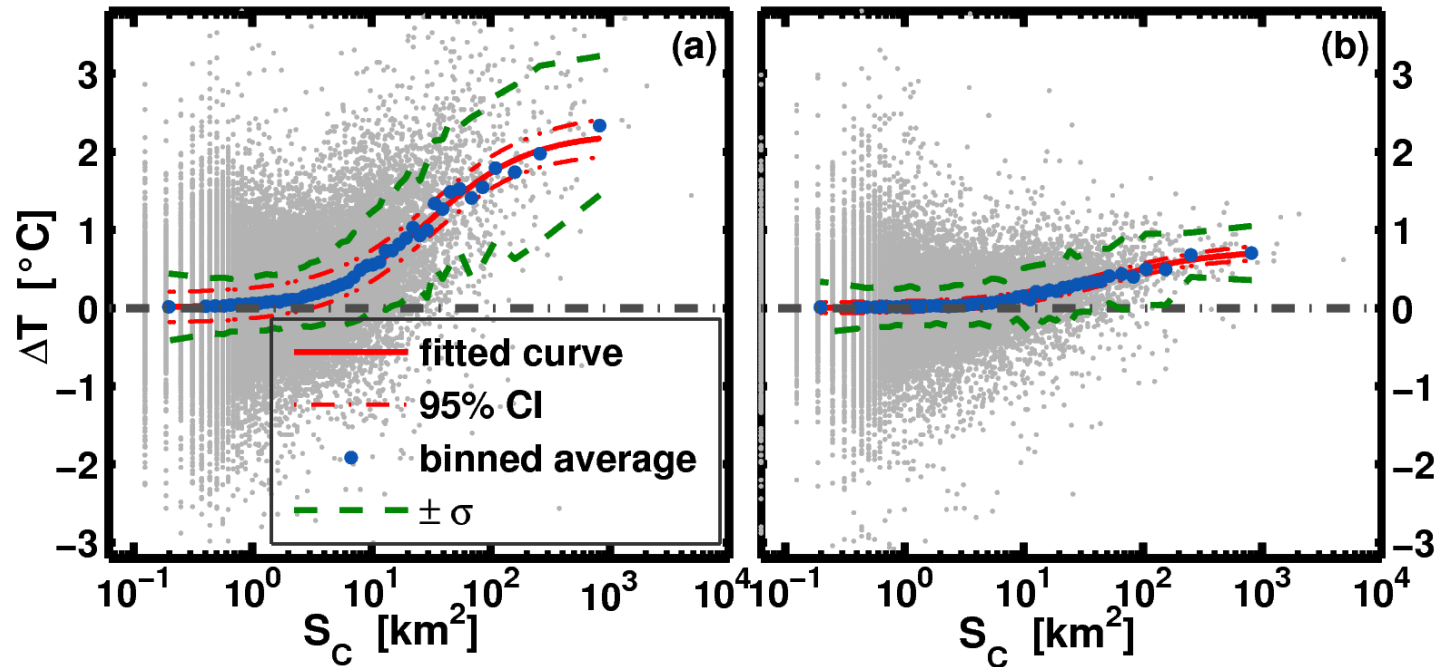 (a)
(b)
ΔT [°C]
3
2
1
0
−1
−2
−3
3
2
1
0
−1
−2
−3
fitted curve
95% CI
binned average
± σ
10⁻¹ 10⁰ 10¹ 10² 10³ 10⁴
10⁻¹ 10⁰ 10¹ 10² 10³ 10⁴
S_C [km²]
S_C [km²]